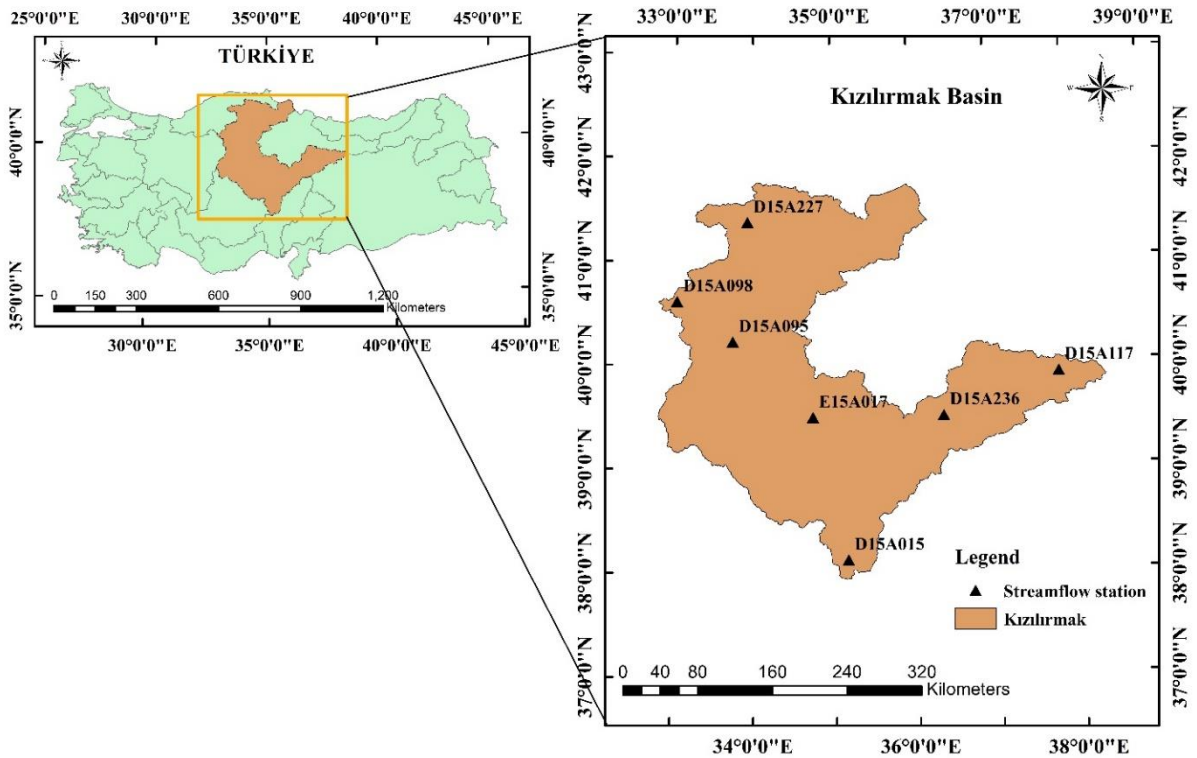 25°0'0"E 30°0'0"E 35°0'0"E 40°0'0"E 45°0'0"E
TÜRKİYE
40°0'0"N
40°0'0"N
35°0'0"N
35°0'0"N
0 150 300 600 900 1,200
Kilometers
30°0'0"E 35°0'0"E 40°0'0"E 45°0'0"E
33°0'0"E 35°0'0"E 37°0'0"E 39°0'0"E
43°0'0"N
42°0'0"N
41°0'0"N
40°0'0"N
39°0'0"N
38°0'0"N
37°0'0"N
Kızılırmak Basin
D15A227
D15A098
D15A095
D15A117
E15A017
D15A236
D15A015
Legend
Streamflow station
Kızılırmak
0 40 80 160 240 320
Kilometers
42°0'0"N
41°0'0"N
40°0'0"N
39°0'0"N
38°0'0"N
37°0'0"N
34°0'0"E 36°0'0"E 38°0'0"E